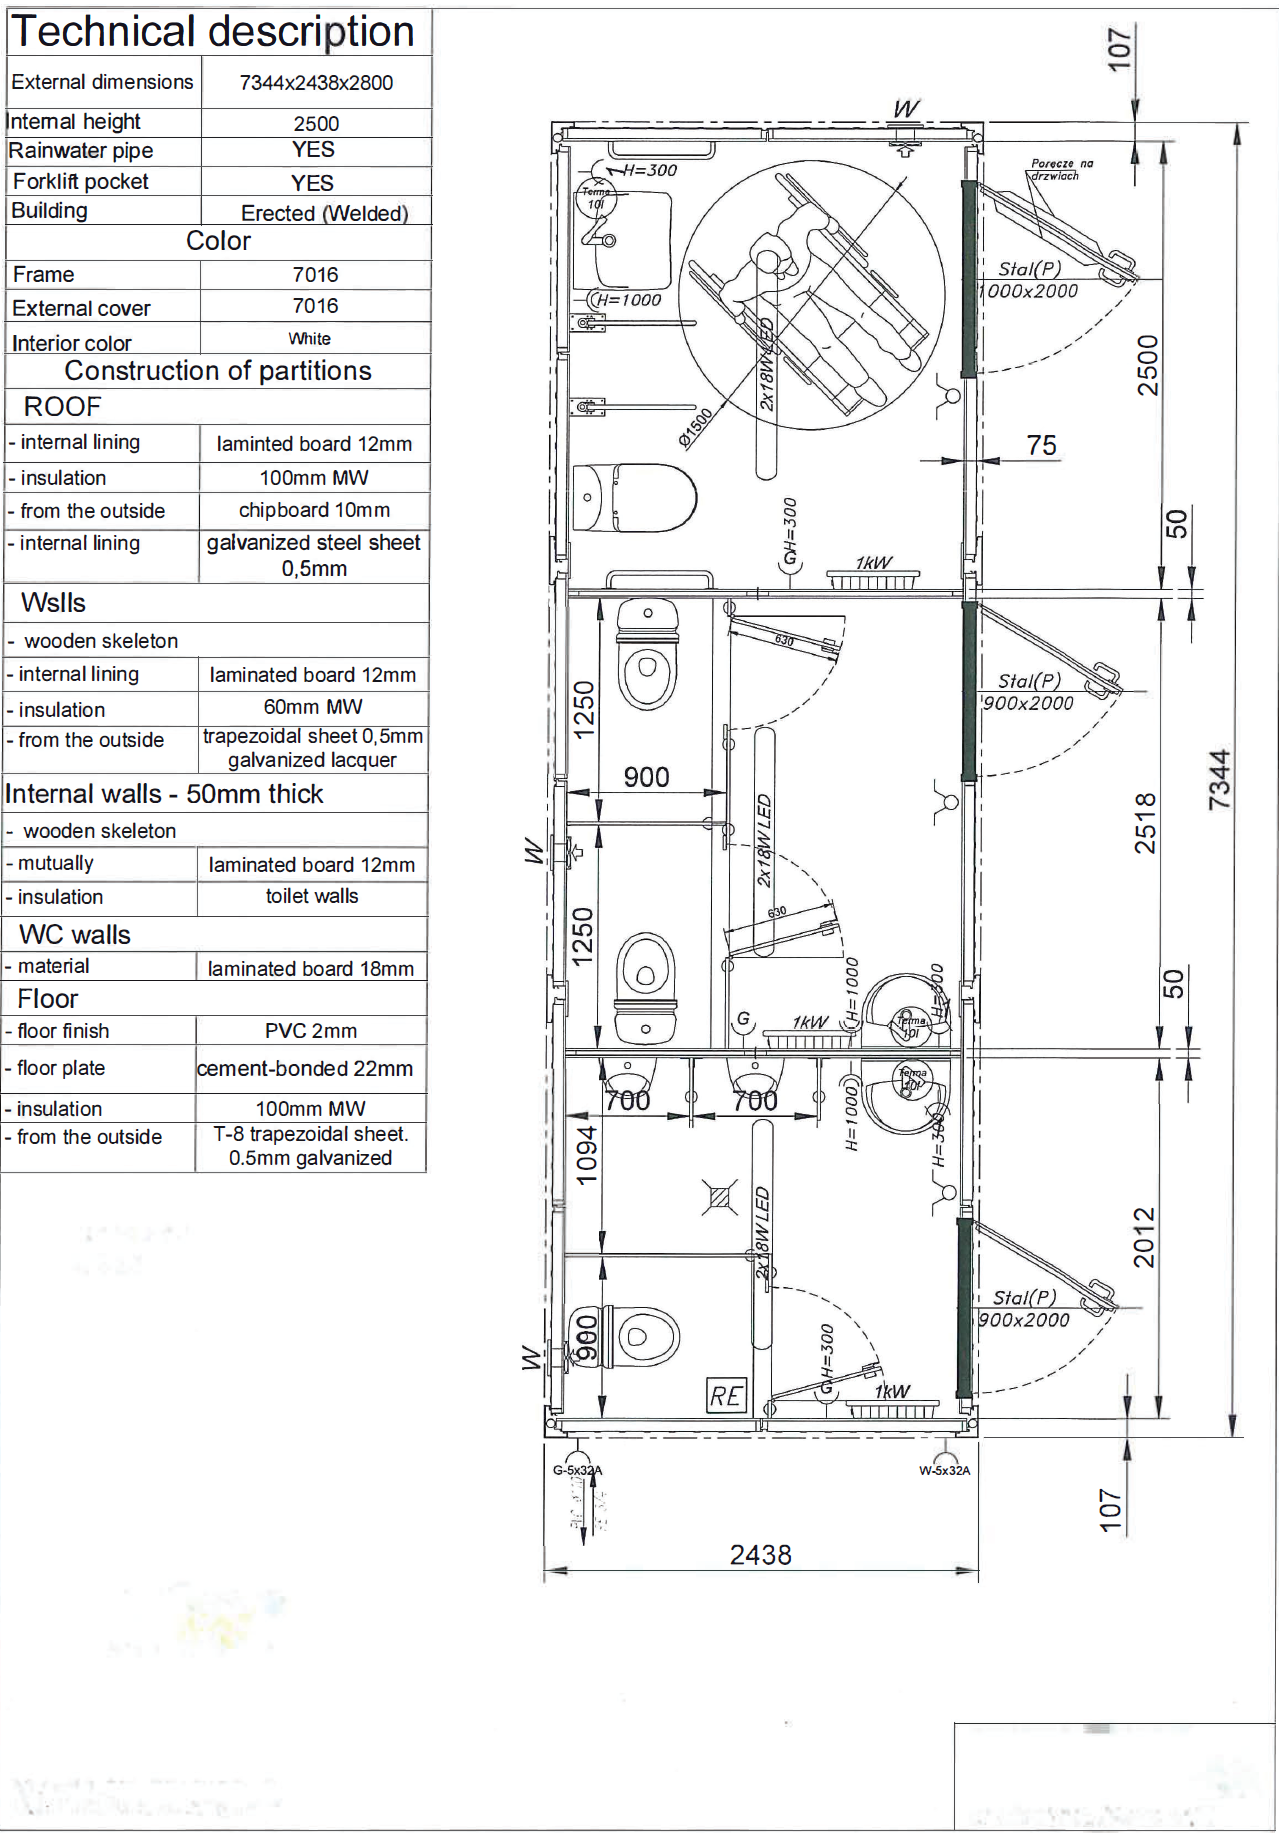 Technical description
External dimensions 7344x2438x2800
Internal height 2500
Rainwater pipe YES
Forklift pocket YES
Building Erected (Welded)
Color
Frame 7016
External cover 7016
Interior color White
Construction of partitions
ROOF
- internal lining laminted board 12mm
- insulation 100mm MW
- from the outside chipboard 10mm
- internal lining galvanized steel sheet
0,5mm
Wslls
- wooden skeleton
- internal lining laminated board 12mm
- insulation 60mm MW
- from the outside trapezoidal sheet 0,5mm
galvanized lacquer
Internal walls - 50mm thick
- wooden skeleton
- mutually laminated board 12mm
- insulation toilet walls
WC walls
- material laminated board 18mm
Floor
- floor finish PVC 2mm
- floor plate cement-bonded 22mm
- insulation 100mm MW
- from the outside T-8 trapezoidal sheet.
0.5mm galvanized
107
W
H=300
Terma
10l
Poręcze na
drzwiach
Stal(P)
1000x2000
H=1000
2x18W LED
Ø1500
2500
75
50
H=300
G
1kW
630
1250
Stal(P)
900x2000
900
7344
2x18W LED
2518
W
630
1250
H=1000
H=300
50
G
1kW
Terma
10l
Terma
10l
700
700
H=1000
H=300
1094
2x18W LED
2012
Stal(P)
900x2000
W
900
H=300
G
1kW
RE
G-5x32A
W-5x32A
107
2438